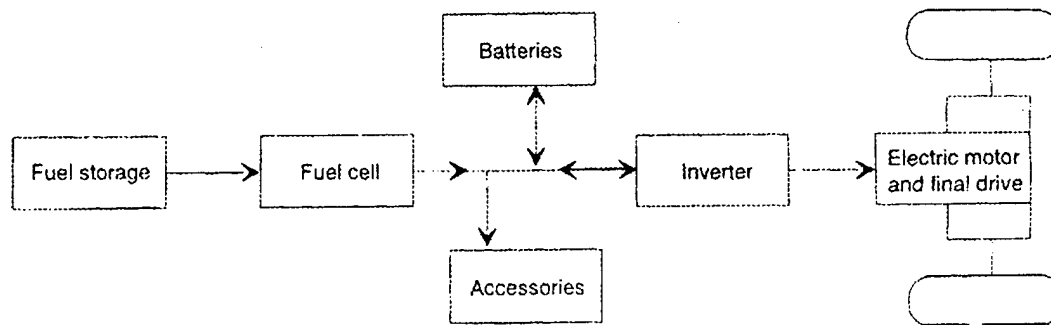 Batteries
Fuel storage
Fuel cell
Inverter
Electric motor
and final drive
Accessories